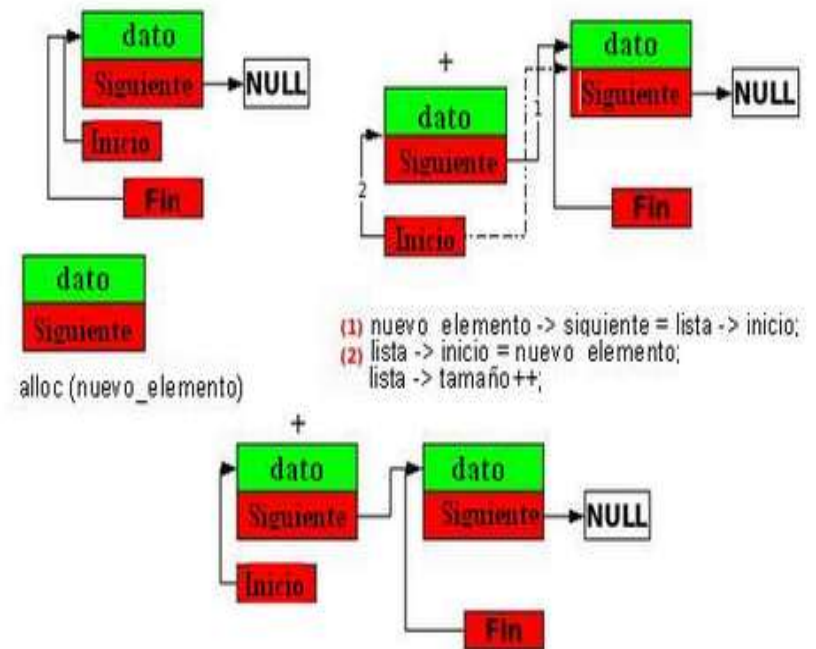 dato
Siguiente
NULL
Inicio
Fin
+
dato
Siguiente
dato
Siguiente
NULL
1
2
Inicio
Fin
dato
Siguiente
alloc (nuevo_elemento)
(1) nuevo elemento -> siguiente = lista -> inicio;
(2) lista -> inicio = nuevo elemento;
lista -> tamaño++;
+
dato
Siguiente
dato
Siguiente
NULL
Inicio
Fin